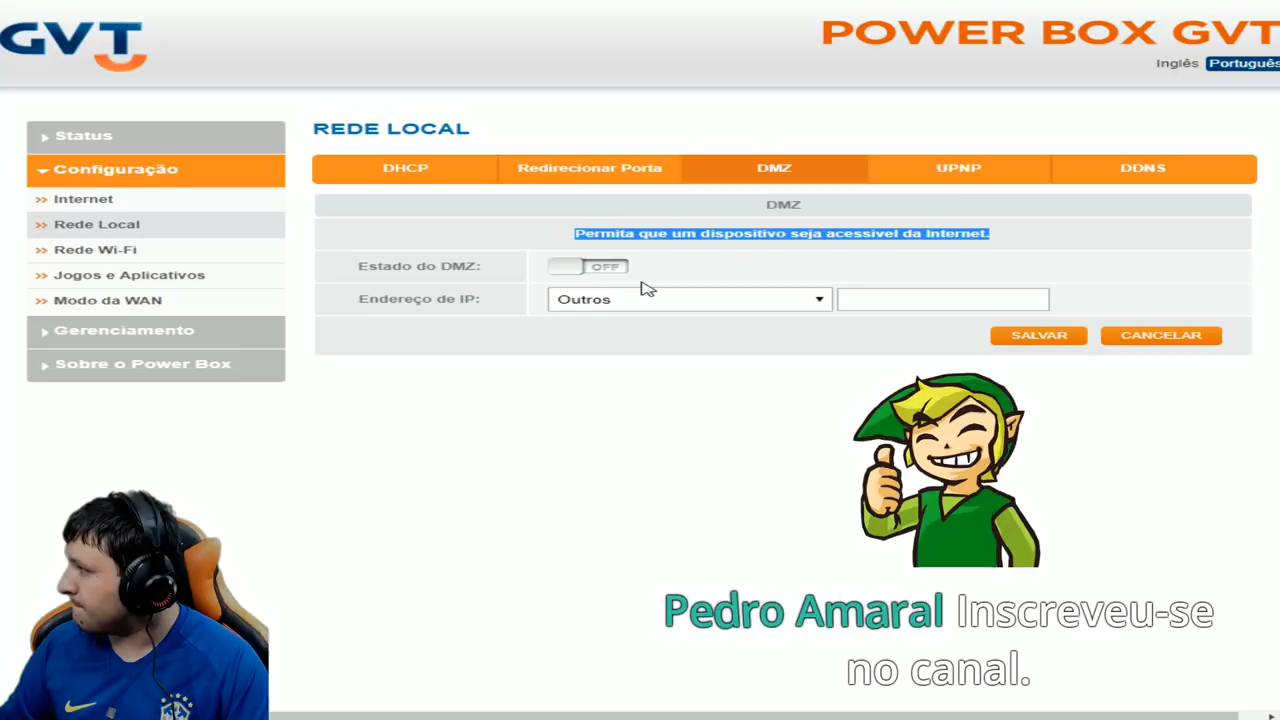 GVT
POWER BOX GVT
Inglês Português
Status
Configuração
Internet
Rede Local
Rede Wi-Fi
Jogos e Aplicativos
Modo da WAN
Gerenciamento
Sobre o Power Box
REDE LOCAL
DHCP Redirecionar Porta DMZ UPNP DDNS
DMZ
Permita que um dispositivo seja acessível da Internet.
Estado do DMZ: OFF
Endereço de IP: Outros
SALVAR CANCELAR
Pedro Amaral Inscreveu-se
no canal.